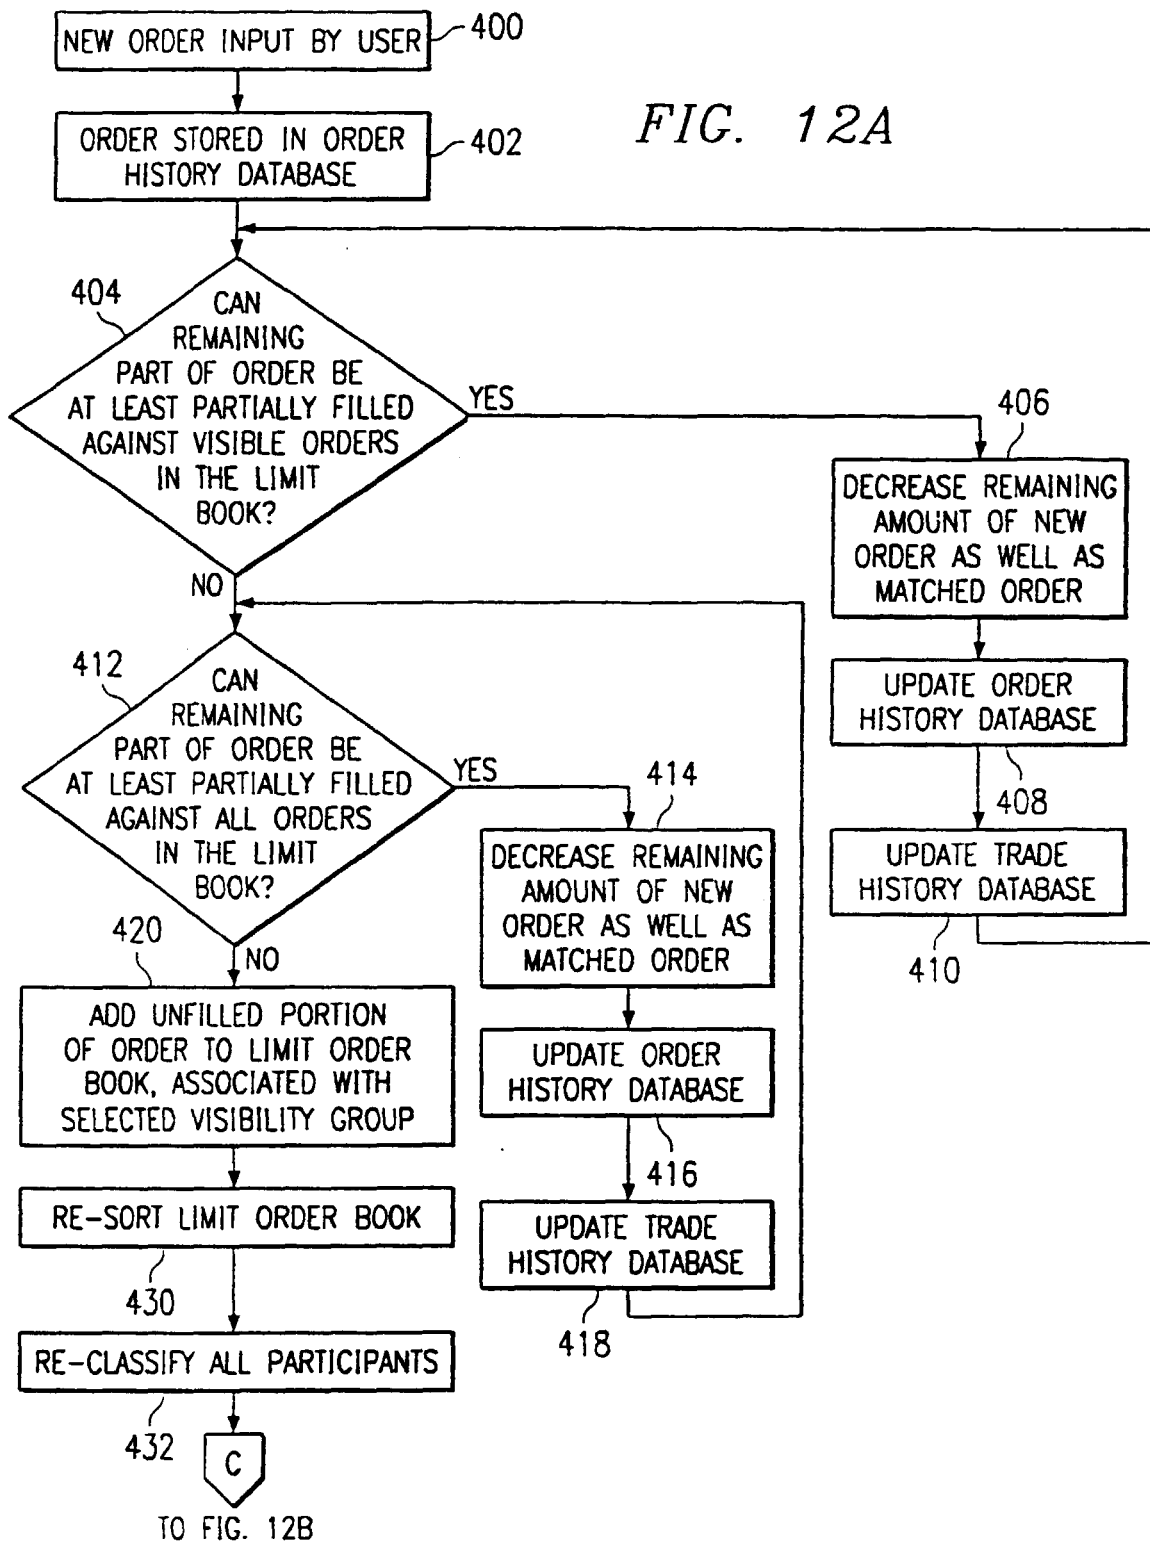 NEW ORDER INPUT BY USER
400
ORDER STORED IN ORDER
HISTORY DATABASE
402
FIG. 12A
404
CAN
REMAINING
PART OF ORDER BE
AT LEAST PARTIALLY FILLED
AGAINST VISIBLE ORDERS
IN THE LIMIT
BOOK?
YES
NO
406
DECREASE REMAINING
AMOUNT OF NEW
ORDER AS WELL AS
MATCHED ORDER
UPDATE ORDER
HISTORY DATABASE
408
UPDATE TRADE
HISTORY DATABASE
410
412
CAN
REMAINING
PART OF ORDER BE
AT LEAST PARTIALLY FILLED
AGAINST ALL ORDERS
IN THE LIMIT
BOOK?
YES
NO
414
DECREASE REMAINING
AMOUNT OF NEW
ORDER AS WELL AS
MATCHED ORDER
UPDATE ORDER
HISTORY DATABASE
416
UPDATE TRADE
HISTORY DATABASE
418
420
ADD UNFILLED PORTION
OF ORDER TO LIMIT ORDER
BOOK, ASSOCIATED WITH
SELECTED VISIBILITY GROUP
RE-SORT LIMIT ORDER BOOK
430
RE-CLASSIFY ALL PARTICIPANTS
432
C
TO FIG. 12B